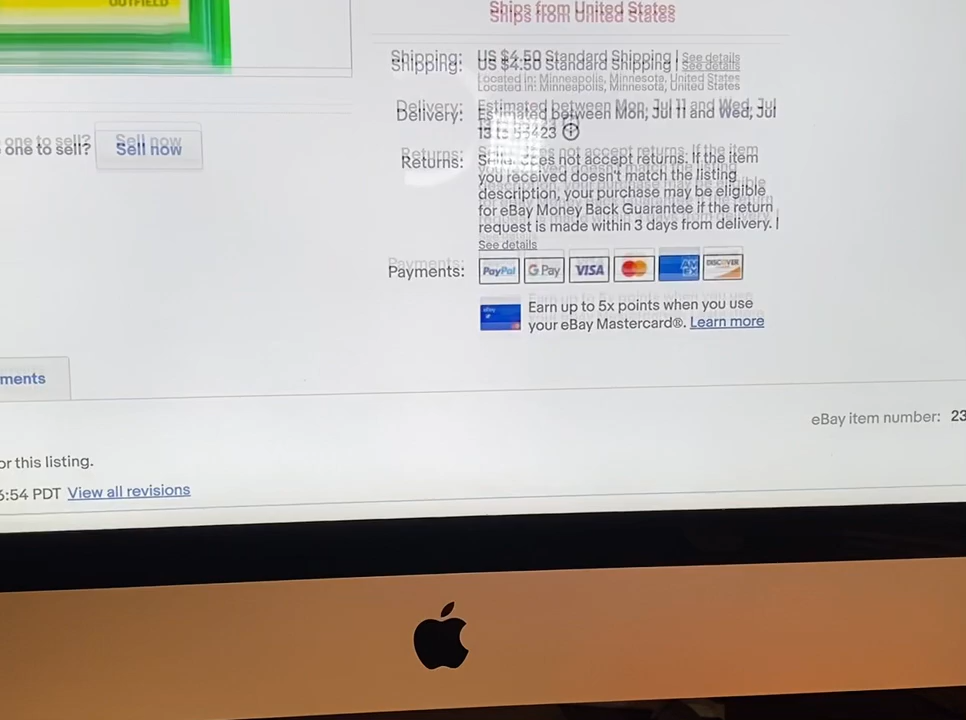 OUTFIELD
Ships from United States
Shipping: US $4.50 Standard Shipping | See details
Located in: Minneapolis, Minnesota, United States
Delivery: Estimated between Mon, Jul 11 and Wed, Jul
13 to
one to sell? Sell now
Returns: not accept returns. If the item
you received doesn't match the listing
description, your purchase may be eligible
for eBay Money Back Guarantee if the return
request is made within 3 days from delivery. |
See details
Payments: PayPal G Pay VISA AMEX DISCOVER
Earn up to 5x points when you use
your eBay Mastercard®. Learn more
ments
eBay item number: 23
or this listing.
6:54 PDT View all revisions